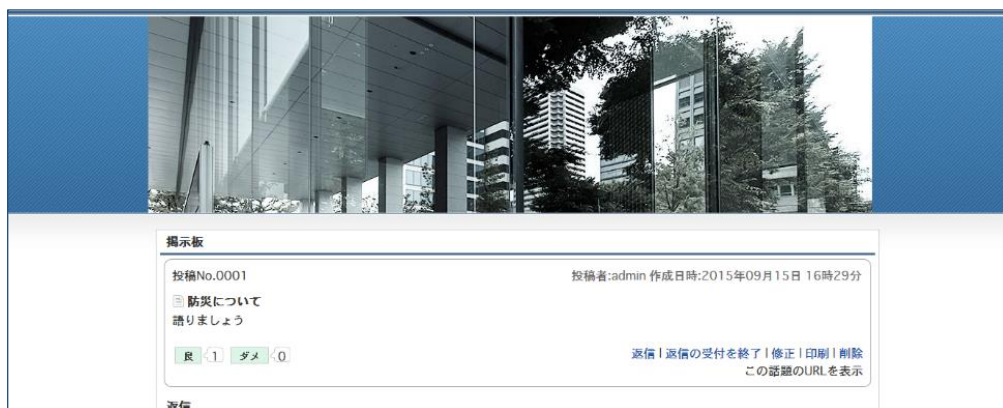 掲示板
投稿No.0001 投稿者:admin 作成日時:2015年09月15日 16時29分
防災について
語りましょう
良 1 ダメ 0 返信 | 返信の受付を終了 | 修正 | 印刷 | 削除
この話題のURLを表示
返信